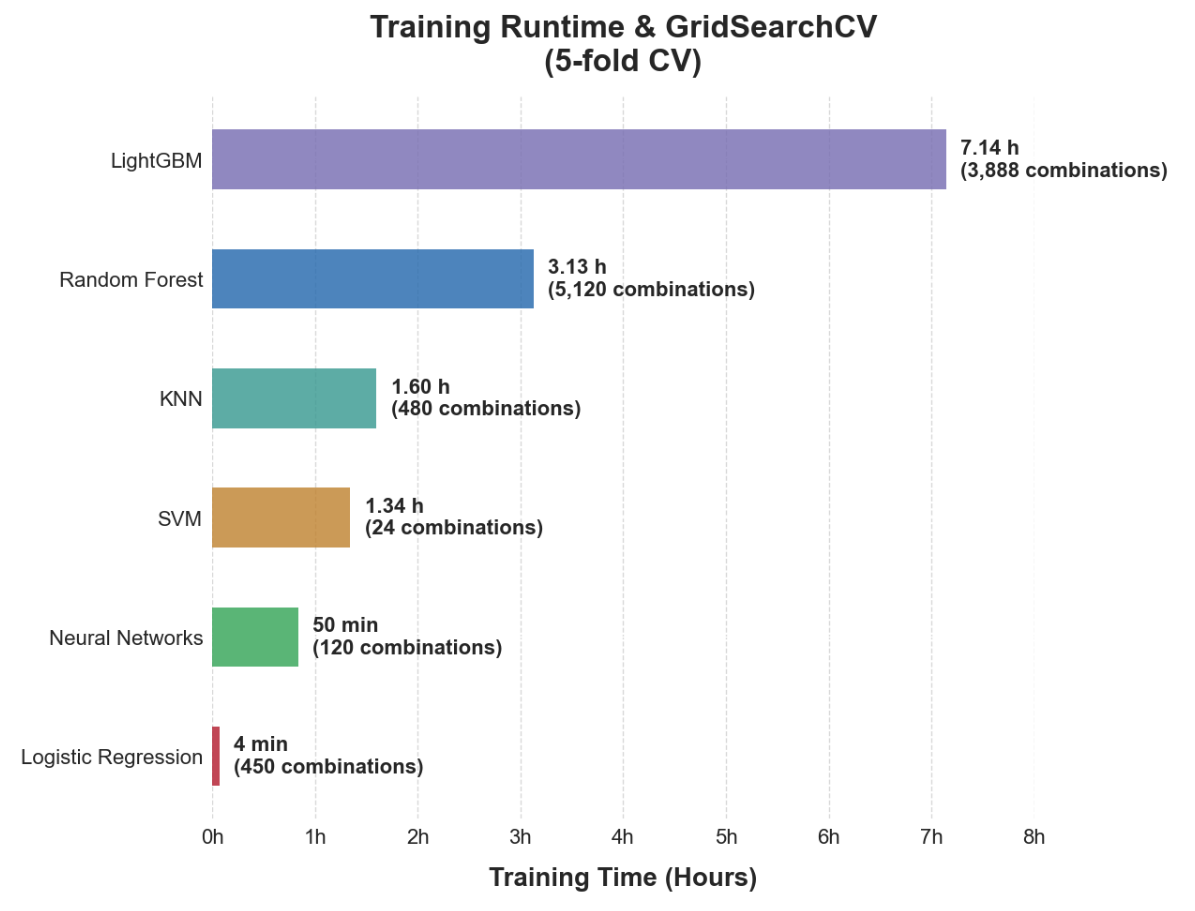 Training Runtime & GridSearchCV
(5-fold CV)
LightGBM
7.14 h
(3,888 combinations)
Random Forest
3.13 h
(5,120 combinations)
KNN
1.60 h
(480 combinations)
SVM
1.34 h
(24 combinations)
Neural Networks
50 min
(120 combinations)
Logistic Regression
4 min
(450 combinations)
0h 1h 2h 3h 4h 5h 6h 7h 8h
Training Time (Hours)